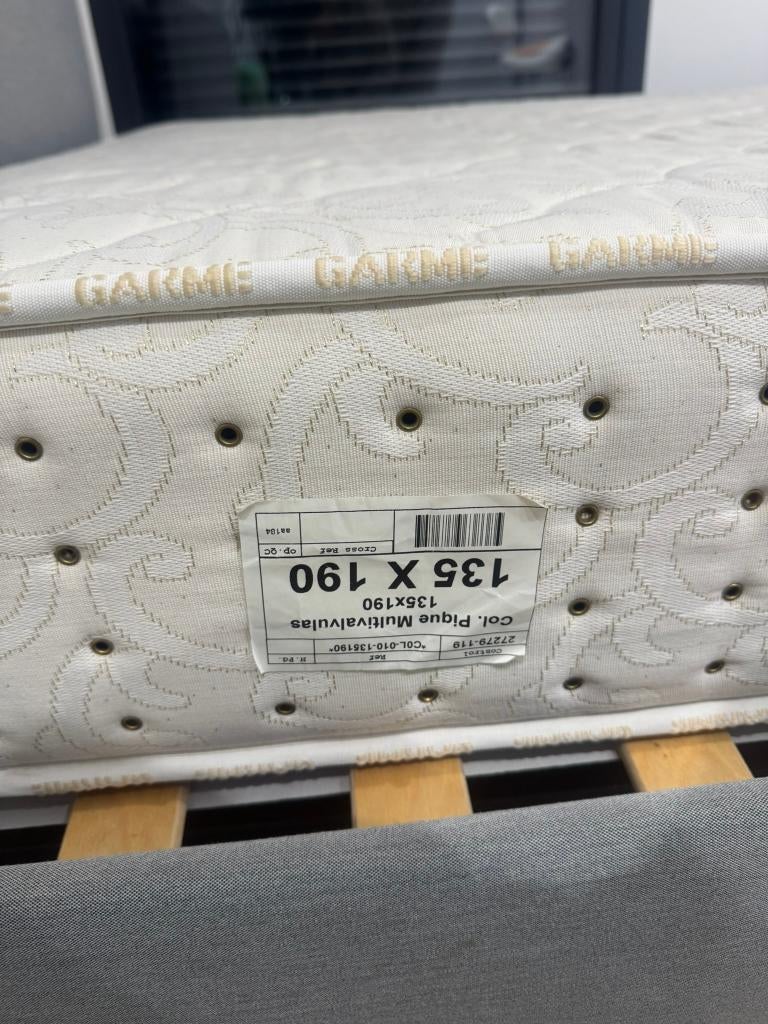 GARME GARME GARME
Control Ref N.Pd.
27279-119 *COL-010-135190*
Col. Pique Multivalvulas
135x190
135 X 190
Cross Ref Op.QC
aa184